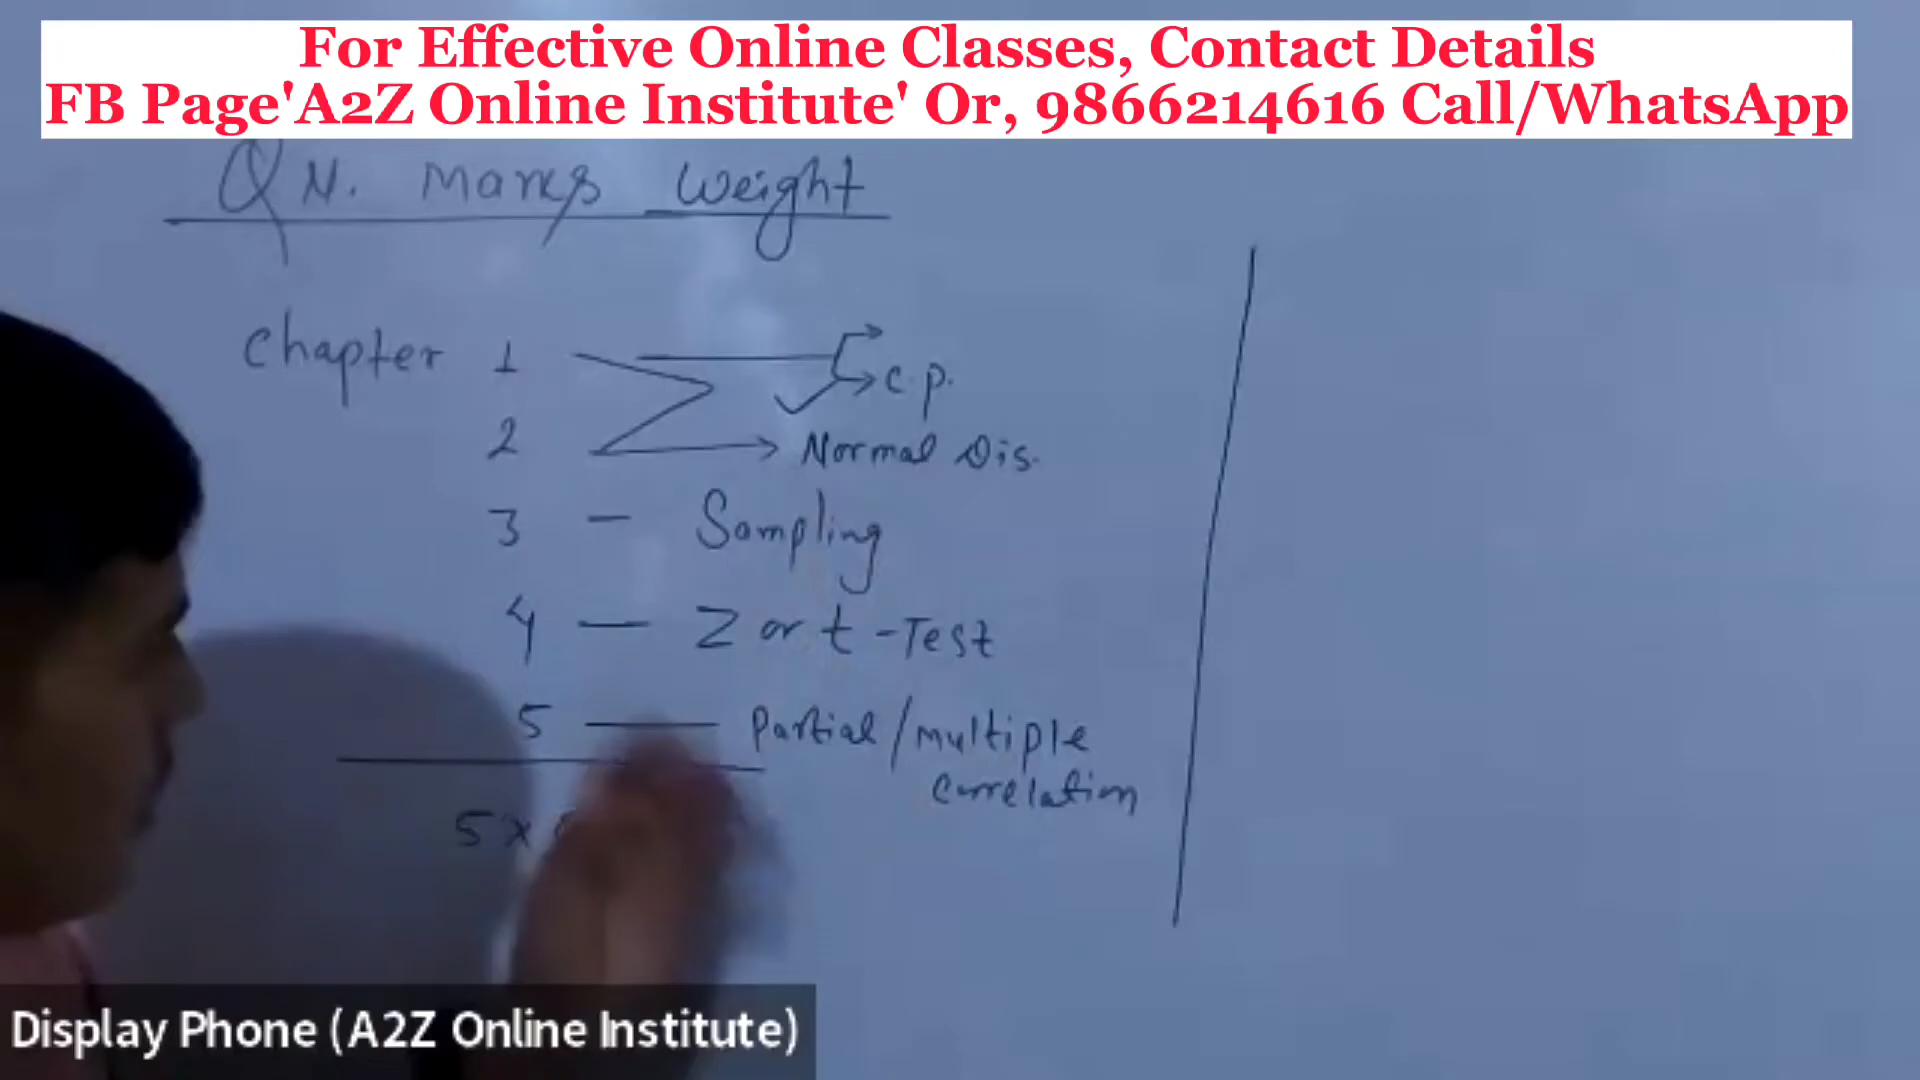 For Effective Online Classes, Contact Details
FB Page'A2Z Online Institute' Or, 9866214616 Call/WhatsApp
QN. Marks Weight
Chapter 1 C.P.
2 Normal Dis.
3 — Sampling
4 — Z or t-Test
5 — Partial/multiple
correlation
5x
Display Phone (A2Z Online Institute)